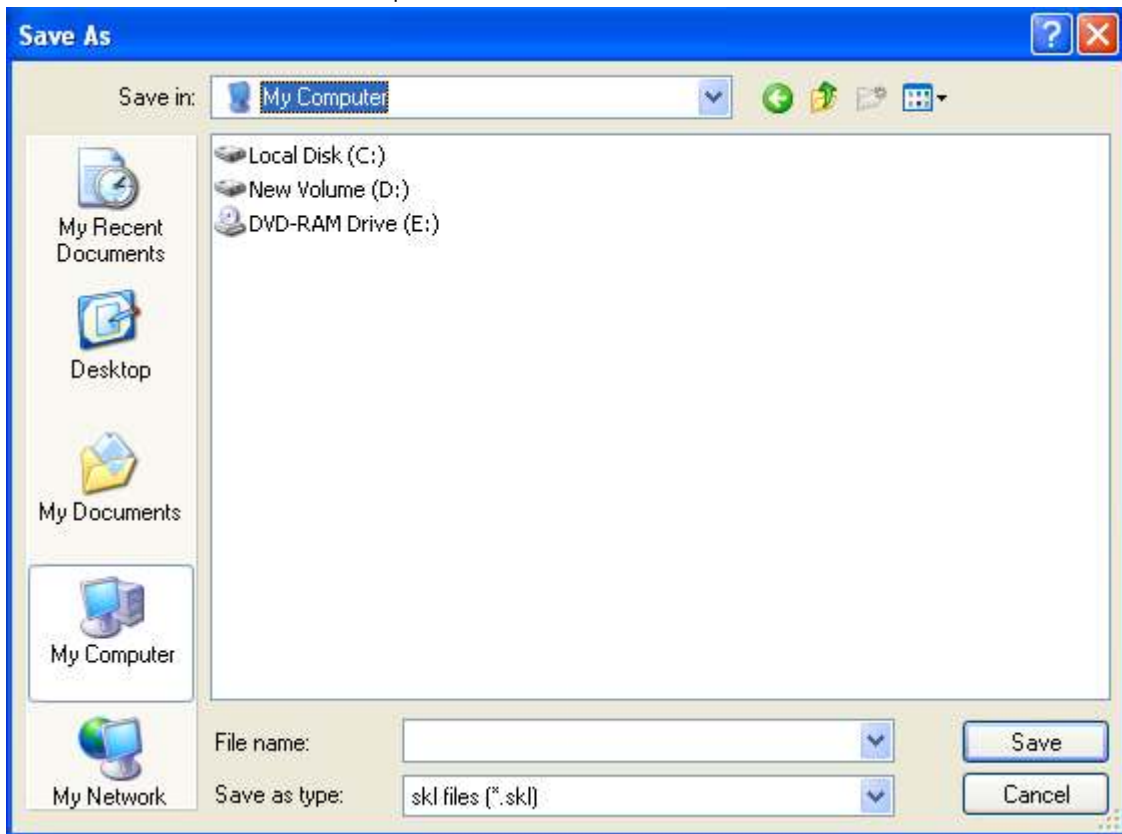 Save As
Save in:
My Computer
Local Disk (C:)
New Volume (D:)
DVD-RAM Drive (E:)
My Recent
Documents
Desktop
My Documents
My Computer
My Network
File name:
Save
Save as type:
skl files (*.skl)
Cancel